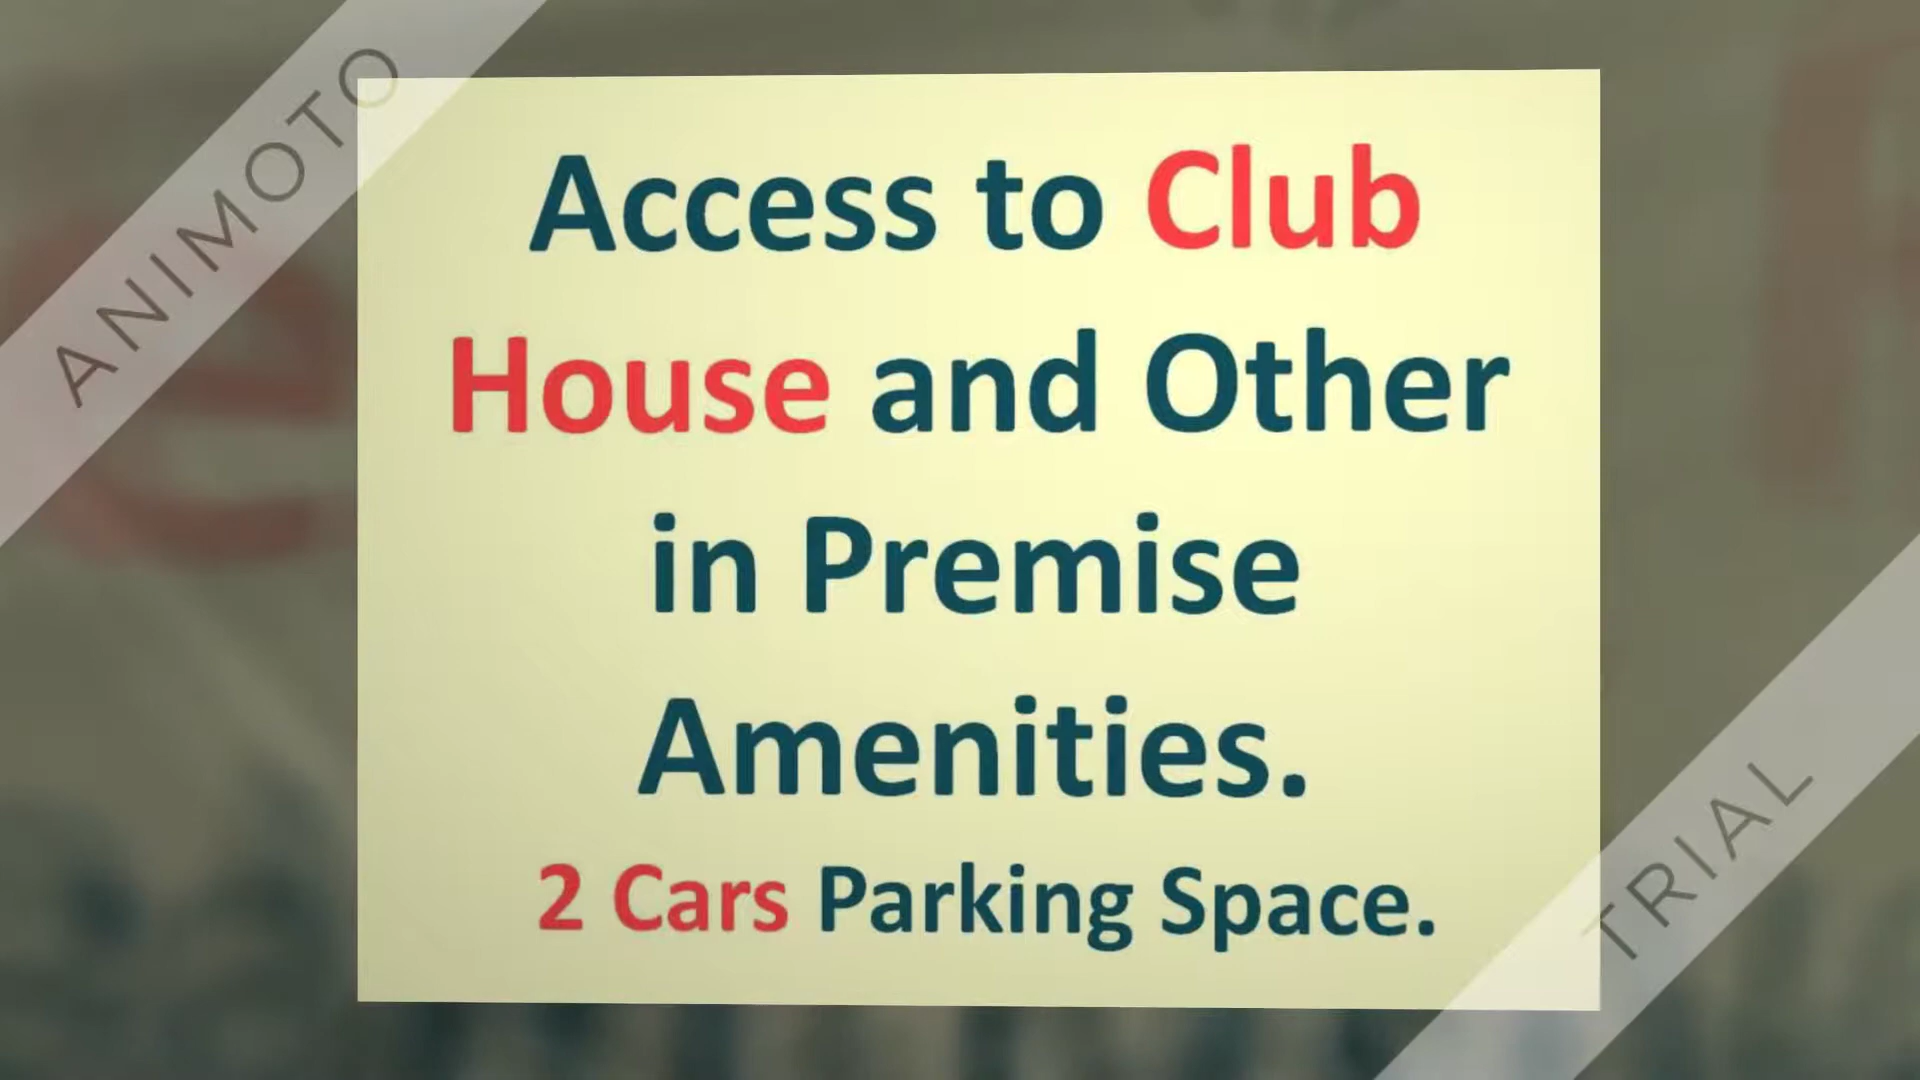 ANIMOTO
Access to Club
House and Other
in Premise
Amenities.
2 Cars Parking Space.
TRIAL